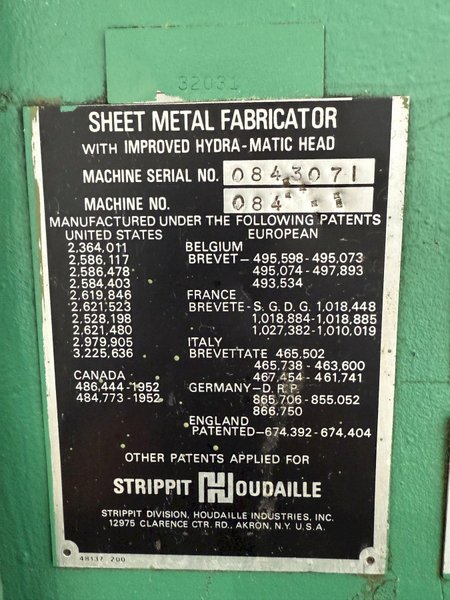 32031
SHEET METAL FABRICATOR
WITH IMPROVED HYDRA-MATIC HEAD
MACHINE SERIAL NO. 0843071
MACHINE NO. 084
MANUFACTURED UNDER THE FOLLOWING PATENTS
UNITED STATES
2,364,011
2,586,117
2,586,478
2,584,403
2,619,846
2,621,523
2,528,198
2,621,480
2,979,905
3,225,636
CANADA
486,444-1952
484,773-1952
EUROPEAN
BELGIUM
BREVET-495,598-495,073
495,074-497,893
493,534
FRANCE
BREVETE-S.G.D.G. 1,018,448
1,018,884-1,018,885
1,027,382-1,010,019
ITALY
BREVETTATE 465,502
465,738-463,600
467,454-461,741
GERMANY-D.R.P.
865,706-855,052
866,750
ENGLAND
PATENTED-674,392-674,404
OTHER PATENTS APPLIED FOR
STRIPPIT HOUDAILLE
STRIPPIT DIVISION, HOUDAILLE INDUSTRIES, INC.
12975 CLARENCE CTR. RD., AKRON, N.Y. U.S.A.
48137-200